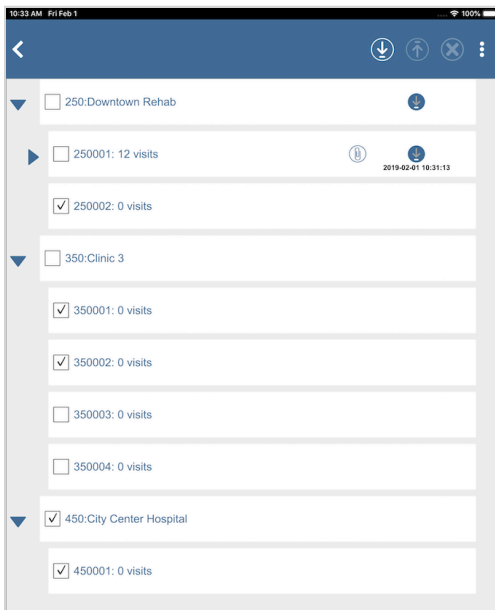 10:33 AM Fri Feb 1 100%
250:Downtown Rehab
250001: 12 visits
2019-02-01 10:31:13
250002: 0 visits
350:Clinic 3
350001: 0 visits
350002: 0 visits
350003: 0 visits
350004: 0 visits
450:City Center Hospital
450001: 0 visits